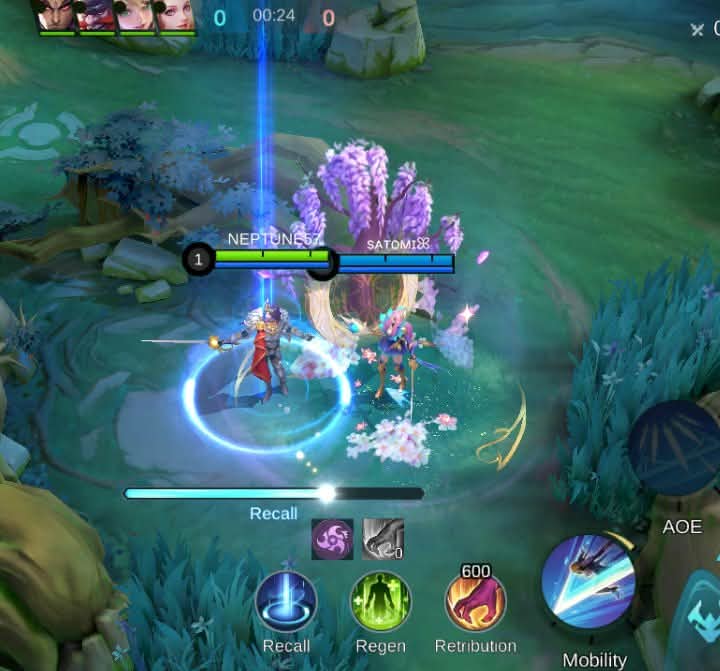 0 00:24 0
NEPTUNE57
SATOMI
1
Recall
0
600
AOE
Recall Regen Retribution
Mobility